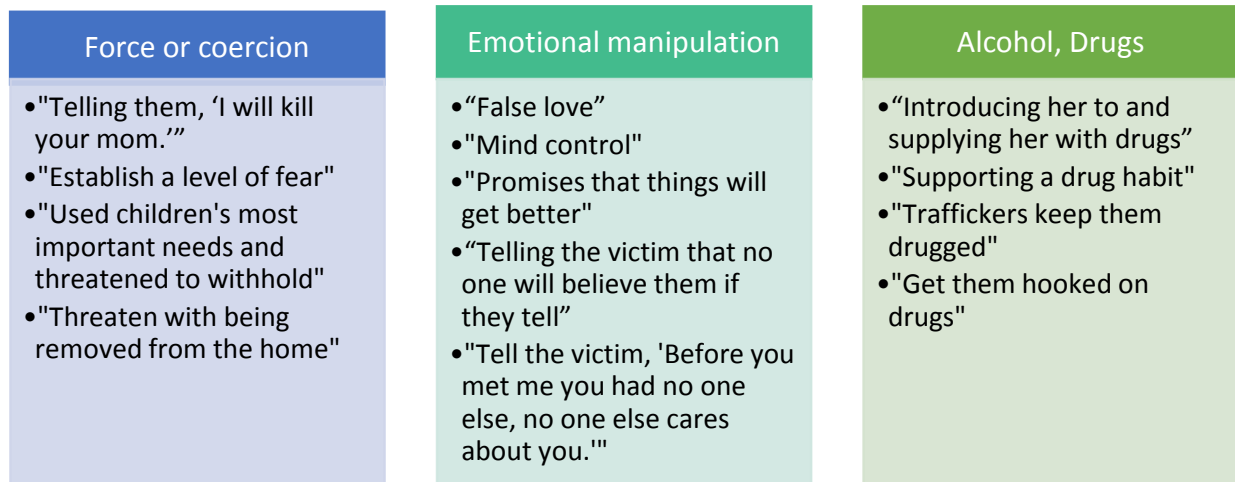 Force or coercion
•"Telling them, ‘I will kill
your mom.’”
•"Establish a level of fear"
•"Used children's most
important needs and
threatened to withhold"
•"Threaten with being
removed from the home"
Emotional manipulation
•“False love”
•"Mind control"
•"Promises that things will
get better"
•“Telling the victim that no
one will believe them if
they tell”
•"Tell the victim, 'Before you
met me you had no one
else, no one else cares
about you.'"
Alcohol, Drugs
•“Introducing her to and
supplying her with drugs”
•"Supporting a drug habit"
•"Traffickers keep them
drugged"
•"Get them hooked on
drugs"